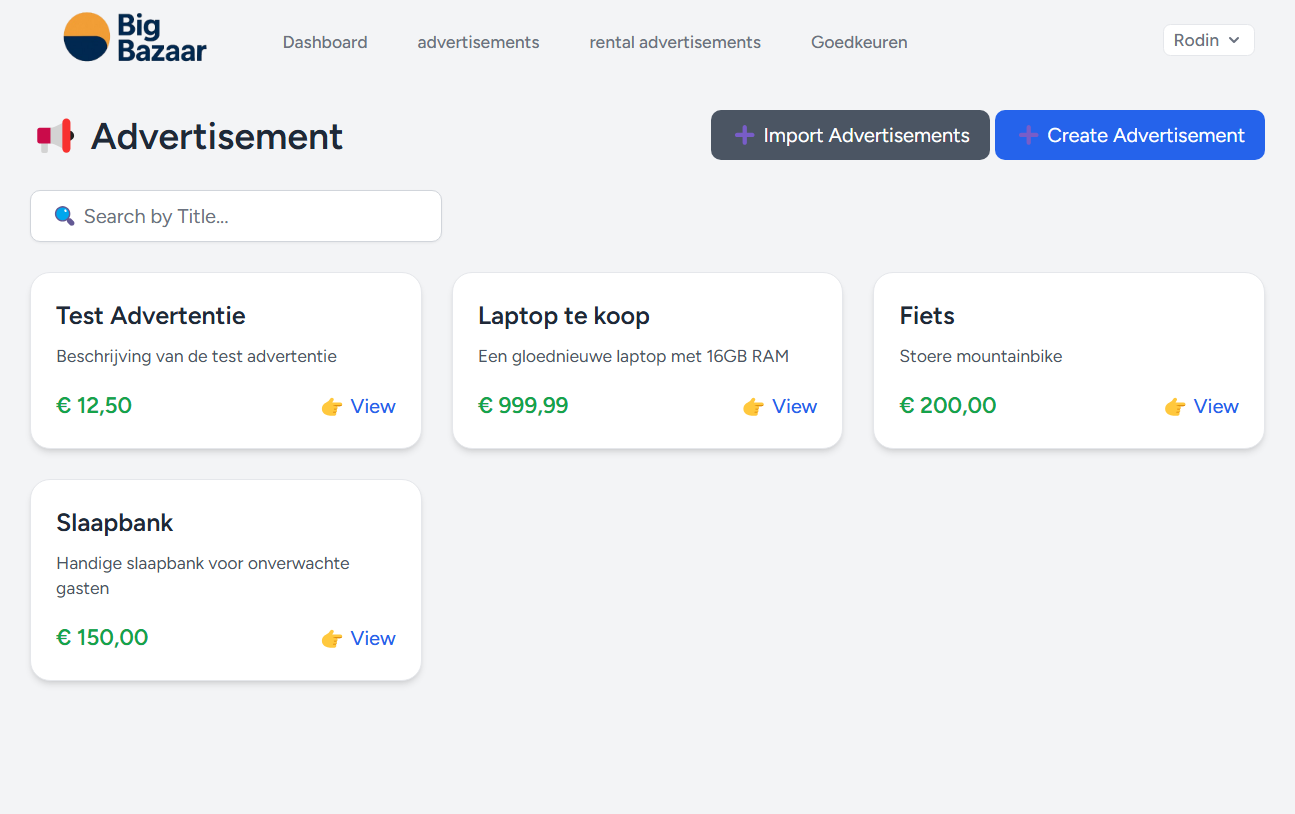 Big
Bazaar
Dashboard
advertisements
rental advertisements
Goedkeuren
Rodin
📢 Advertisement
➕ Import Advertisements
➕ Create Advertisement
🔍 Search by Title...
Test Advertentie
Beschrijving van de test advertentie
€ 12,50
👉 View
Laptop te koop
Een gloednieuwe laptop met 16GB RAM
€ 999,99
👉 View
Fiets
Stoere mountainbike
€ 200,00
👉 View
Slaapbank
Handige slaapbank voor onverwachte
gasten
€ 150,00
👉 View